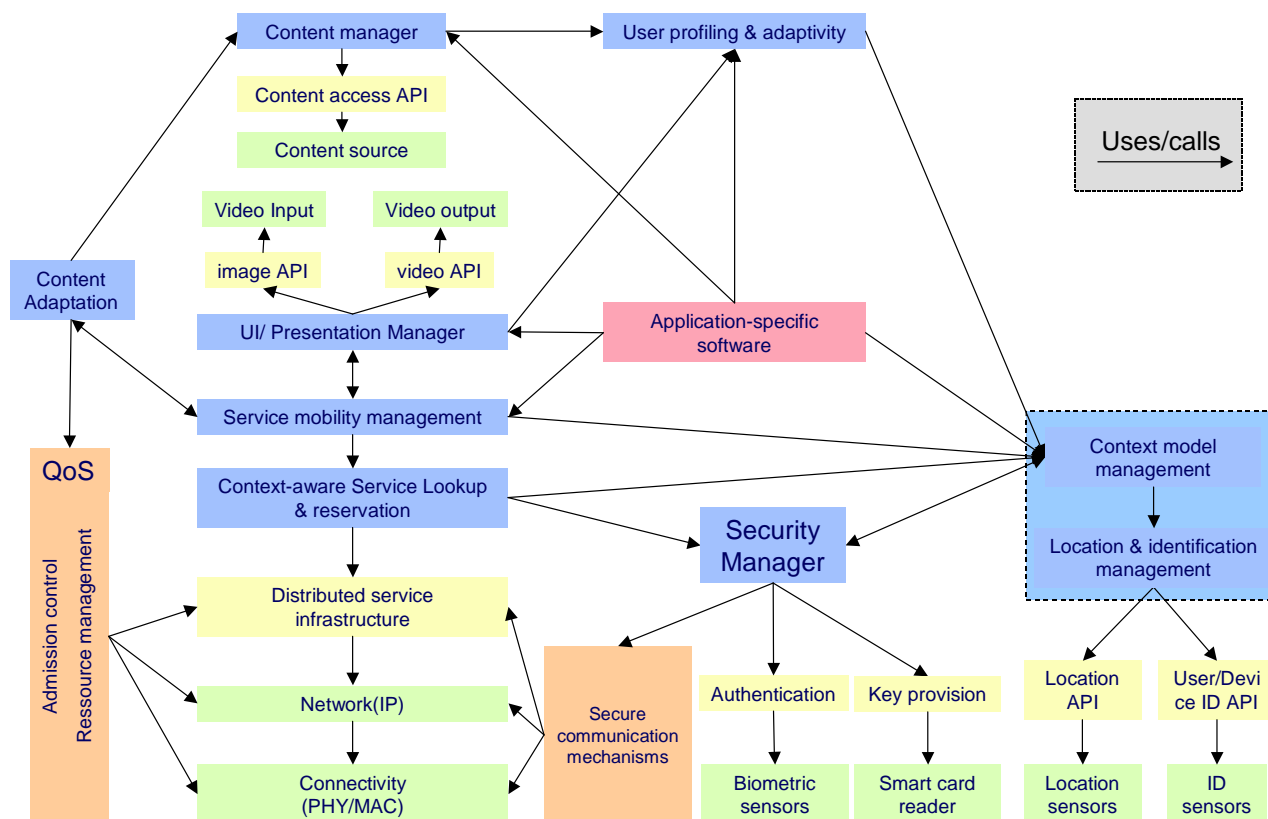 Content manager
User profiling & adaptivity
Content access API
Content source
Uses/calls
Video Input
Video output
image API
video API
Content
Adaptation
UI/ Presentation Manager
Application-specific
software
Service mobility management
Context model
management
QoS
Admission control
Ressource management
Context-aware Service Lookup
& reservation
Security
Manager
Location & identification
management
Distributed service
infrastructure
Network(IP)
Connectivity
(PHY/MAC)
Secure
communication
mechanisms
Authentication
Key provision
Location
API
User/Devi
ce ID API
Biometric
sensors
Smart card
reader
Location
sensors
ID
sensors